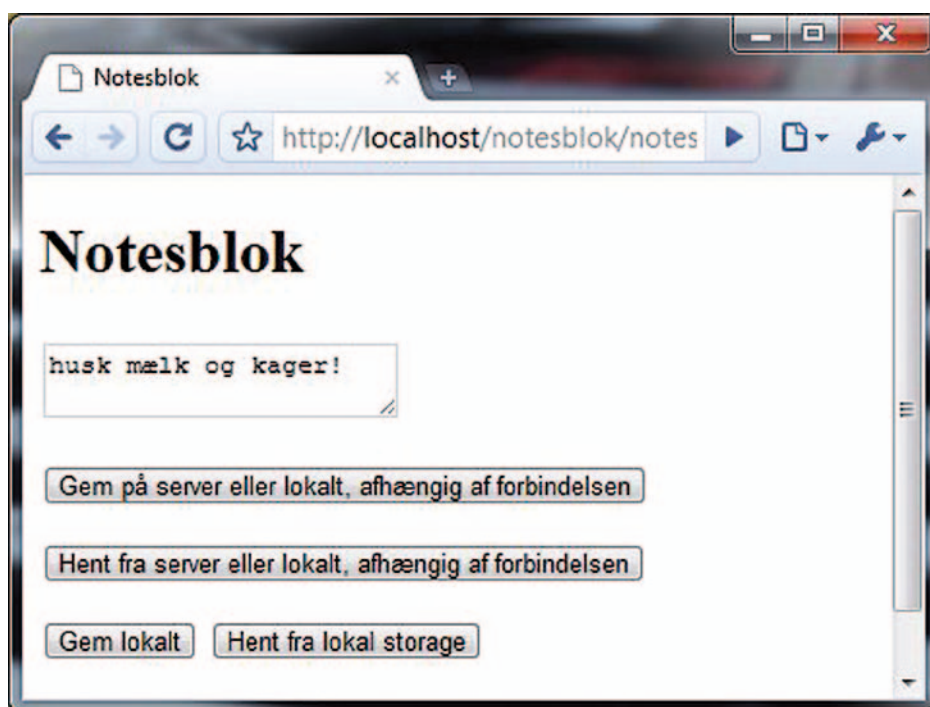 Notesblok
http://localhost/notesblok/notes
Notesblok
husk mælk og kager!
Gem på server eller lokalt, afhængig af forbindelsen
Hent fra server eller lokalt, afhængig af forbindelsen
Gem lokalt Hent fra lokal storage